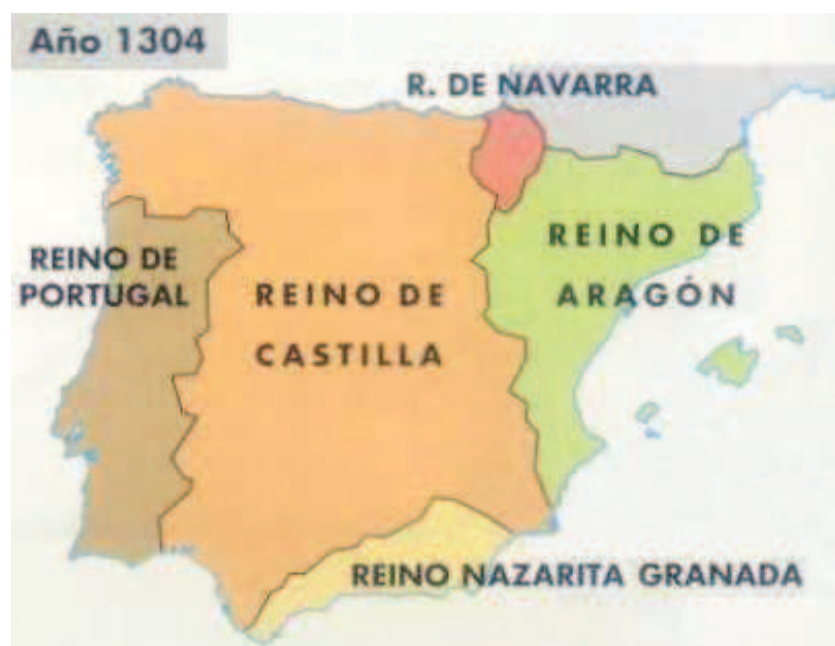 Año 1304
R. DE NAVARRA
REINO DE
ARAGÓN
REINO DE
PORTUGAL
REINO DE
CASTILLA
REINO NAZARITA GRANADA